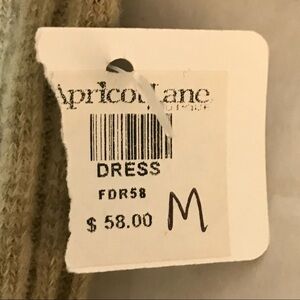 Apricot Lane
DRESS
FDR58
$ 58.00 M